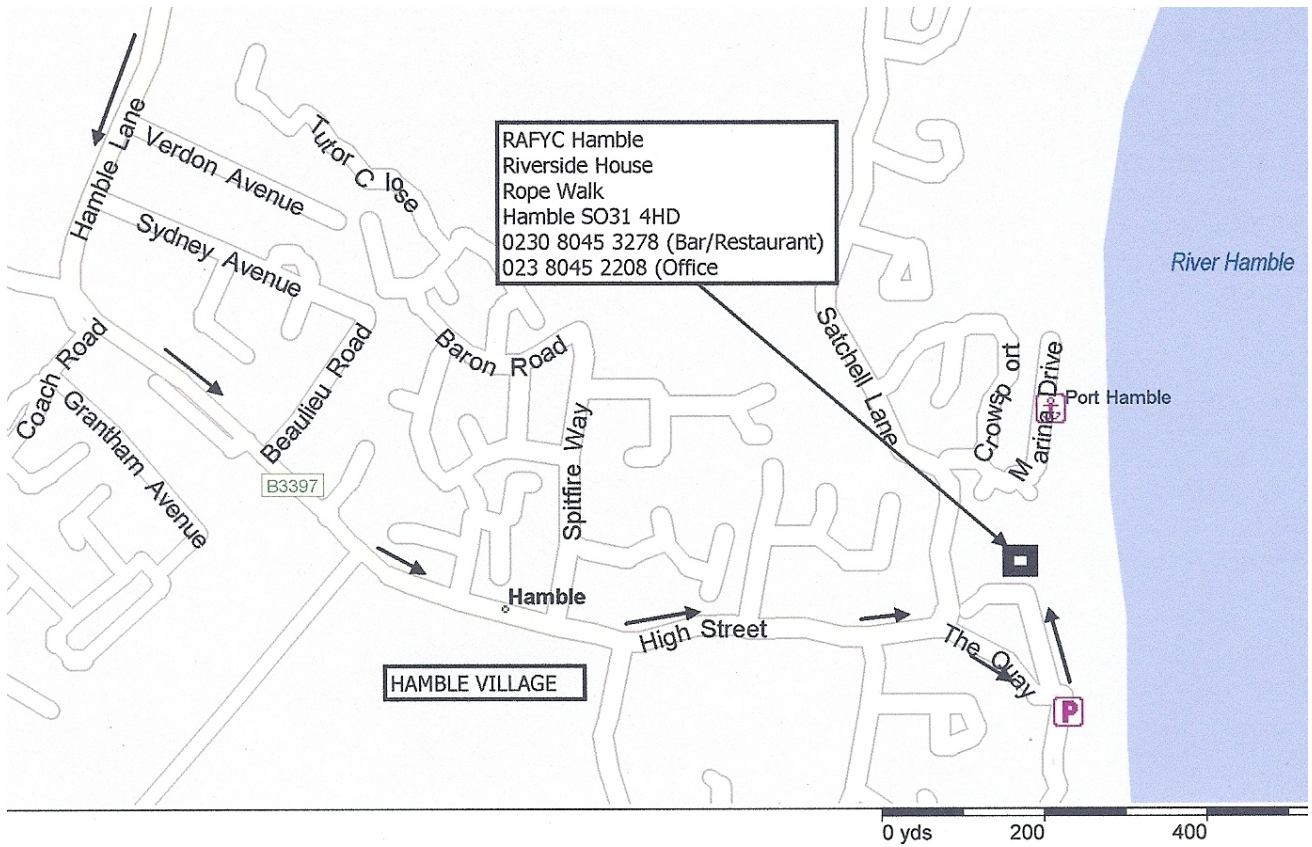 Hamble Lane
Verdon Avenue
Sydney Avenue
Tutor Close
RAFYC Hamble
Riverside House
Rope Walk
Hamble SO31 4HD
0230 8045 3278 (Bar/Restaurant)
023 8045 2208 (Office
River Hamble
Coach Road
Grantham Avenue
Beaulieu Road
Baron Road
Satchell Lane
Crowsport
Marina Drive
Port Hamble
B3397
Spitfire Way
Hamble
High Street
The Quay
HAMBLE VILLAGE
P
0 yds 200 400